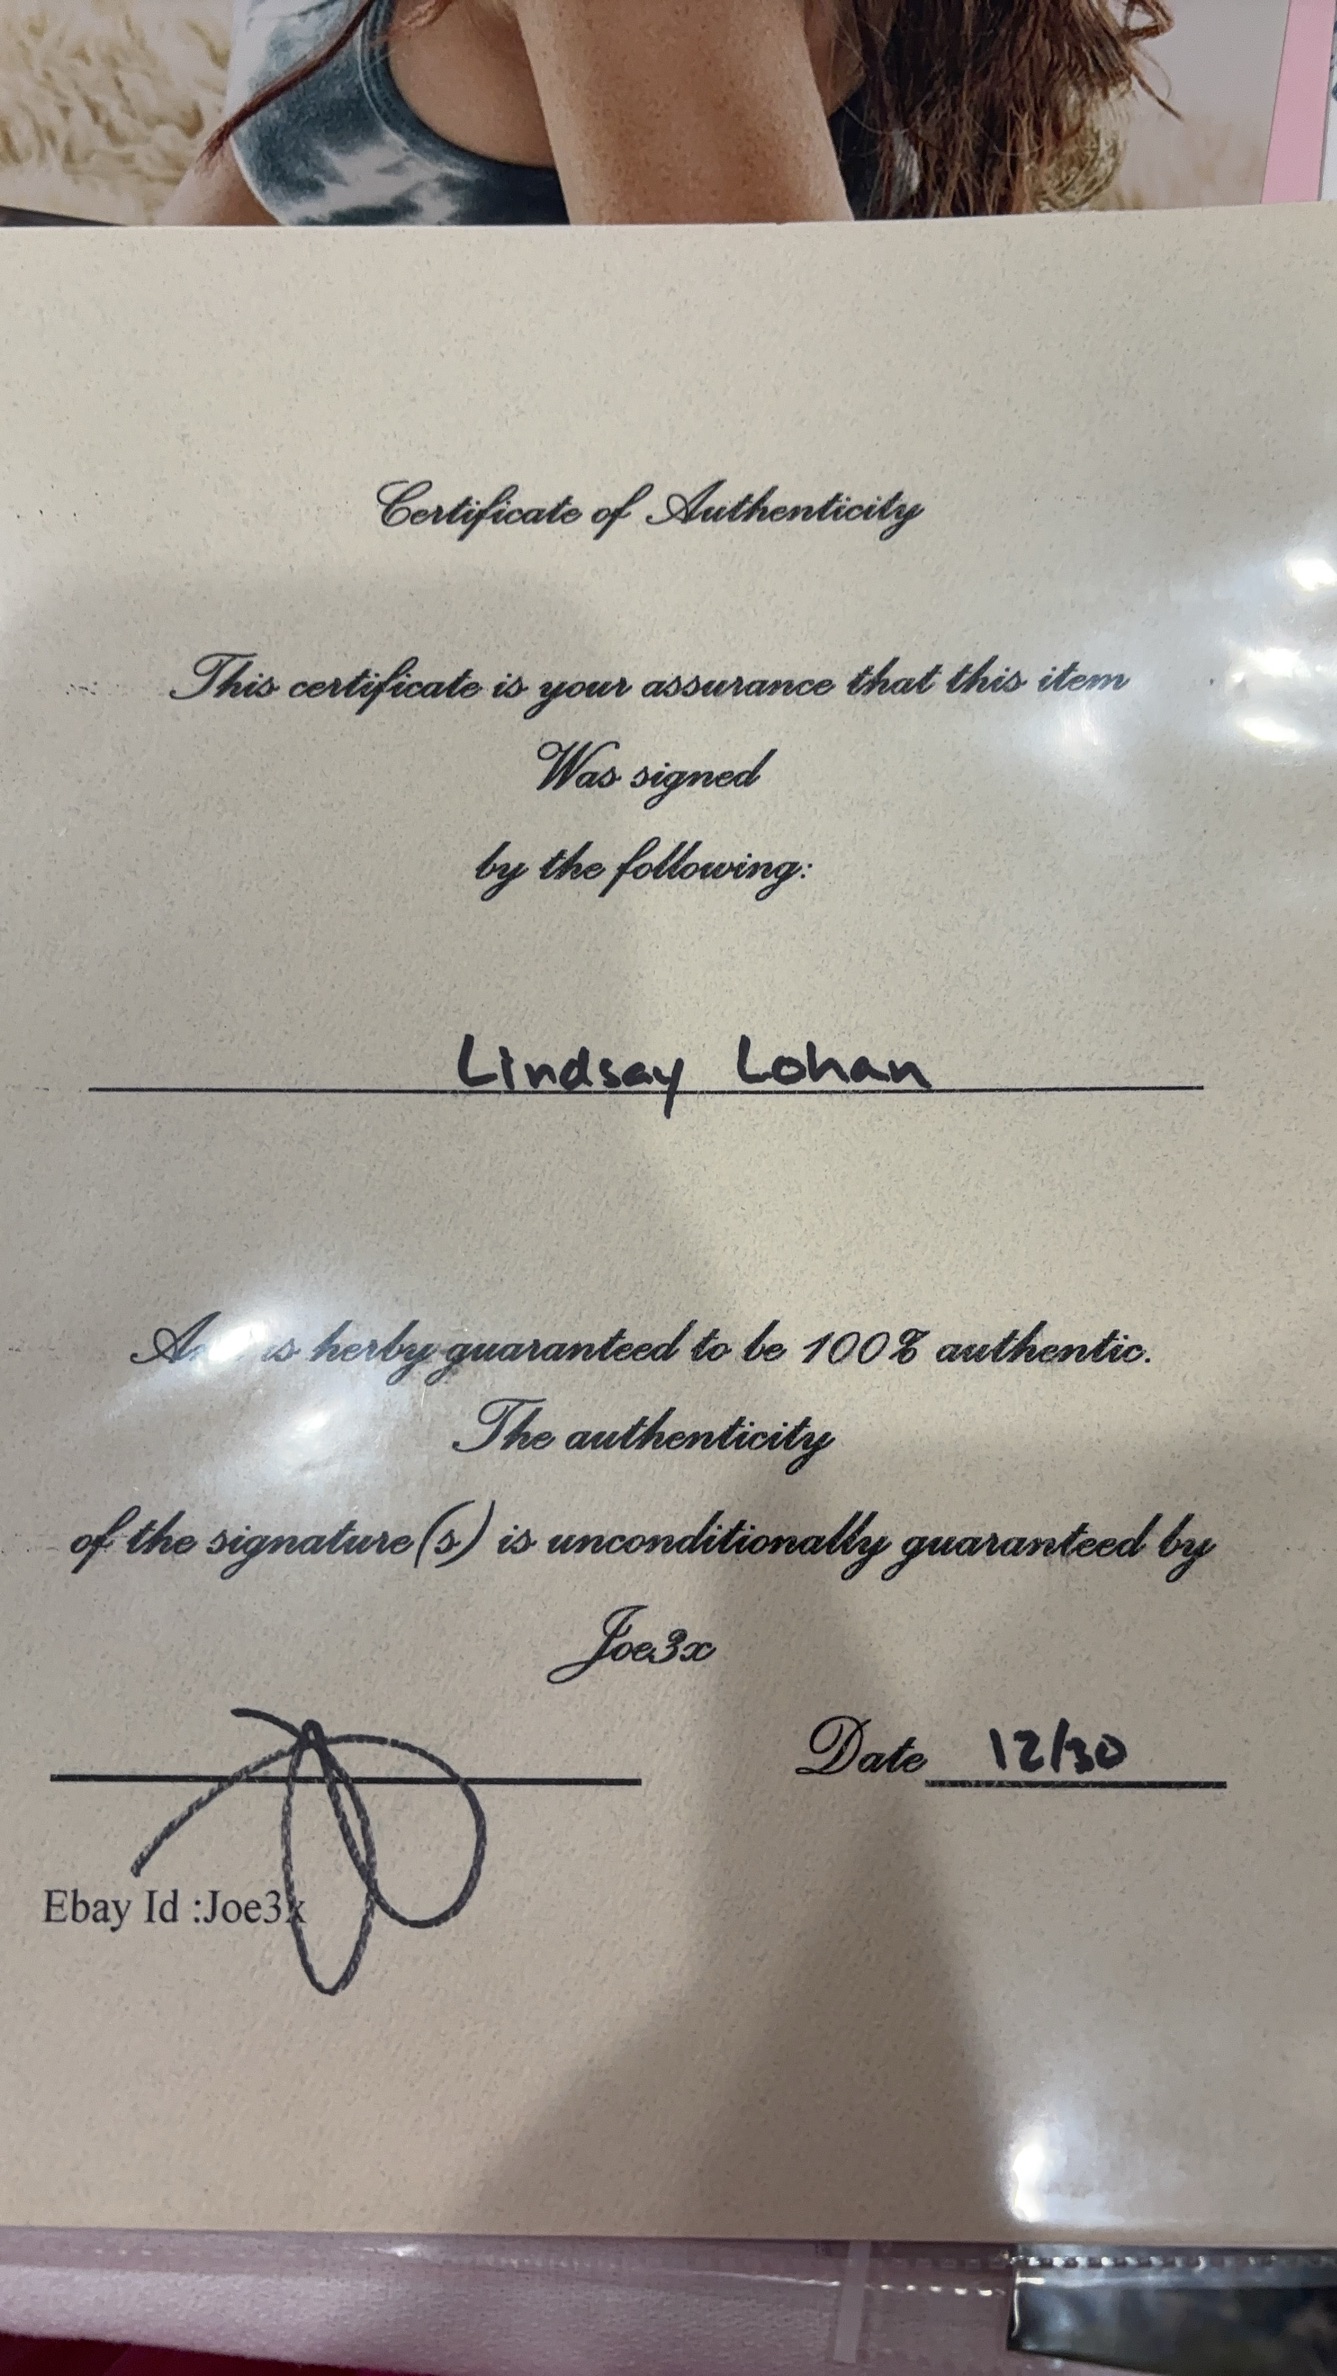 Certificate of Authenticity
This certificate is your assurance that this item
Was signed
by the following:
Lindsay Lohan
is herby guaranteed to be 100% authentic.
The authenticity
of the signature(s) is unconditionally guaranteed by
Joe3x
Date 12/30
Ebay Id :Joe3x